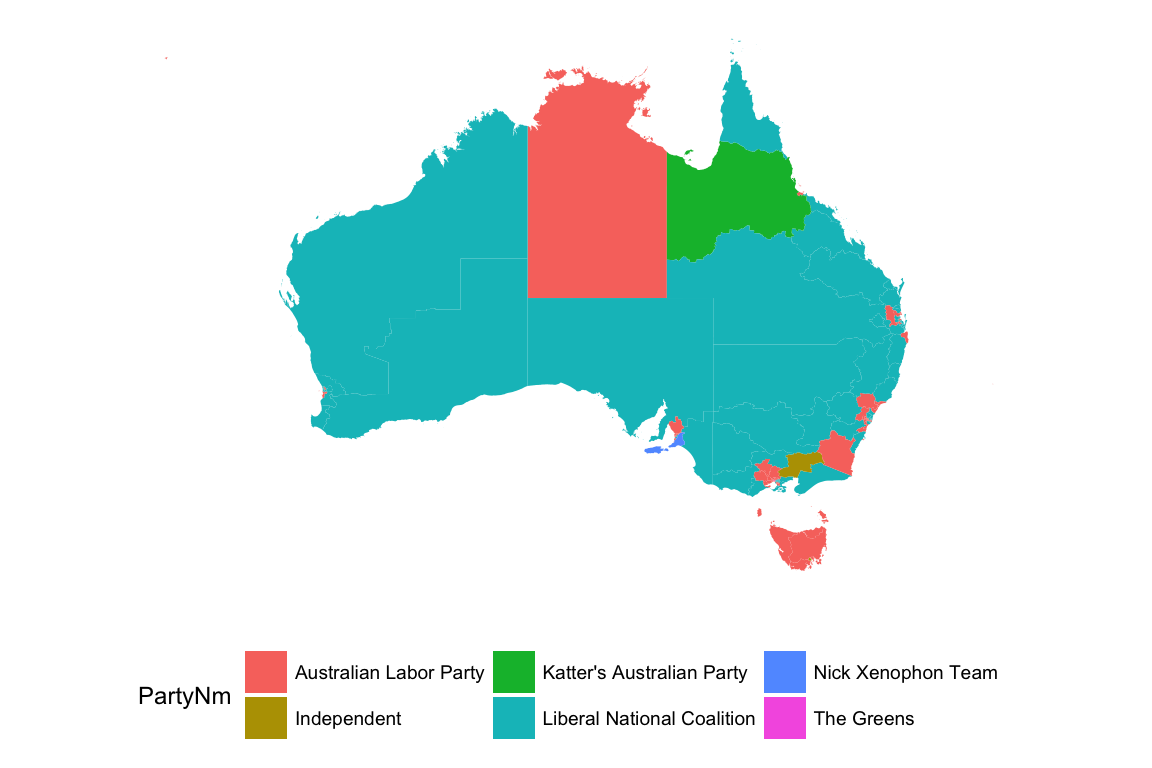 PartyNm
Australian Labor Party
Katter's Australian Party
Nick Xenophon Team
Independent
Liberal National Coalition
The Greens